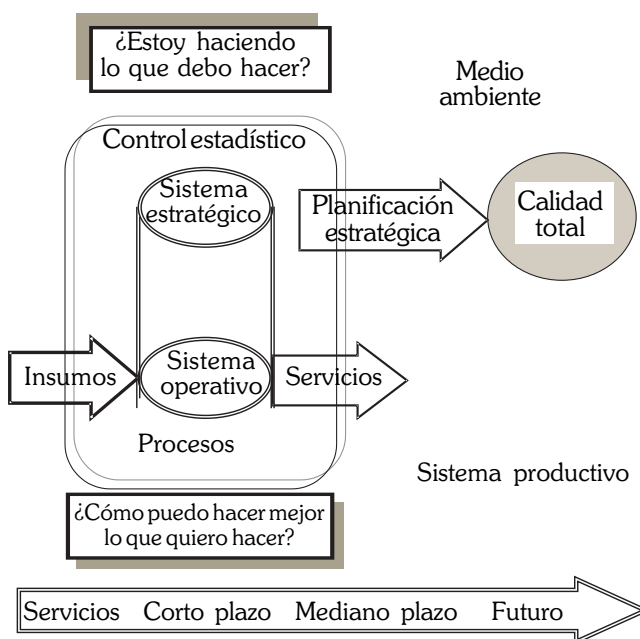 ¿Estoy haciendo
lo que debo hacer?
Medio
ambiente
Control estadístico
Sistema
estratégico
Planificación
estratégica
Calidad
total
Insumos
Sistema
operativo
Servicios
Procesos
Sistema productivo
¿Cómo puedo hacer mejor
lo que quiero hacer?
Servicios Corto plazo Mediano plazo Futuro